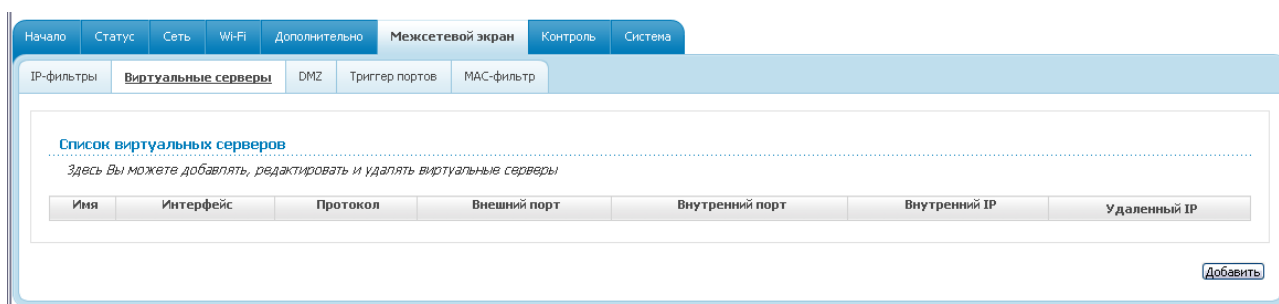 Начало Статус Сеть Wi-Fi Дополнительно Межсетевой экран Контроль Система
IP-фильтры Виртуальные серверы DMZ Триггер портов МАС-фильтр
Список виртуальных серверов
Здесь Вы можете добавлять, редактировать и удалять виртуальные серверы
Имя Интерфейс Протокол Внешний порт Внутренний порт Внутренний IP Удаленный IP
Добавить